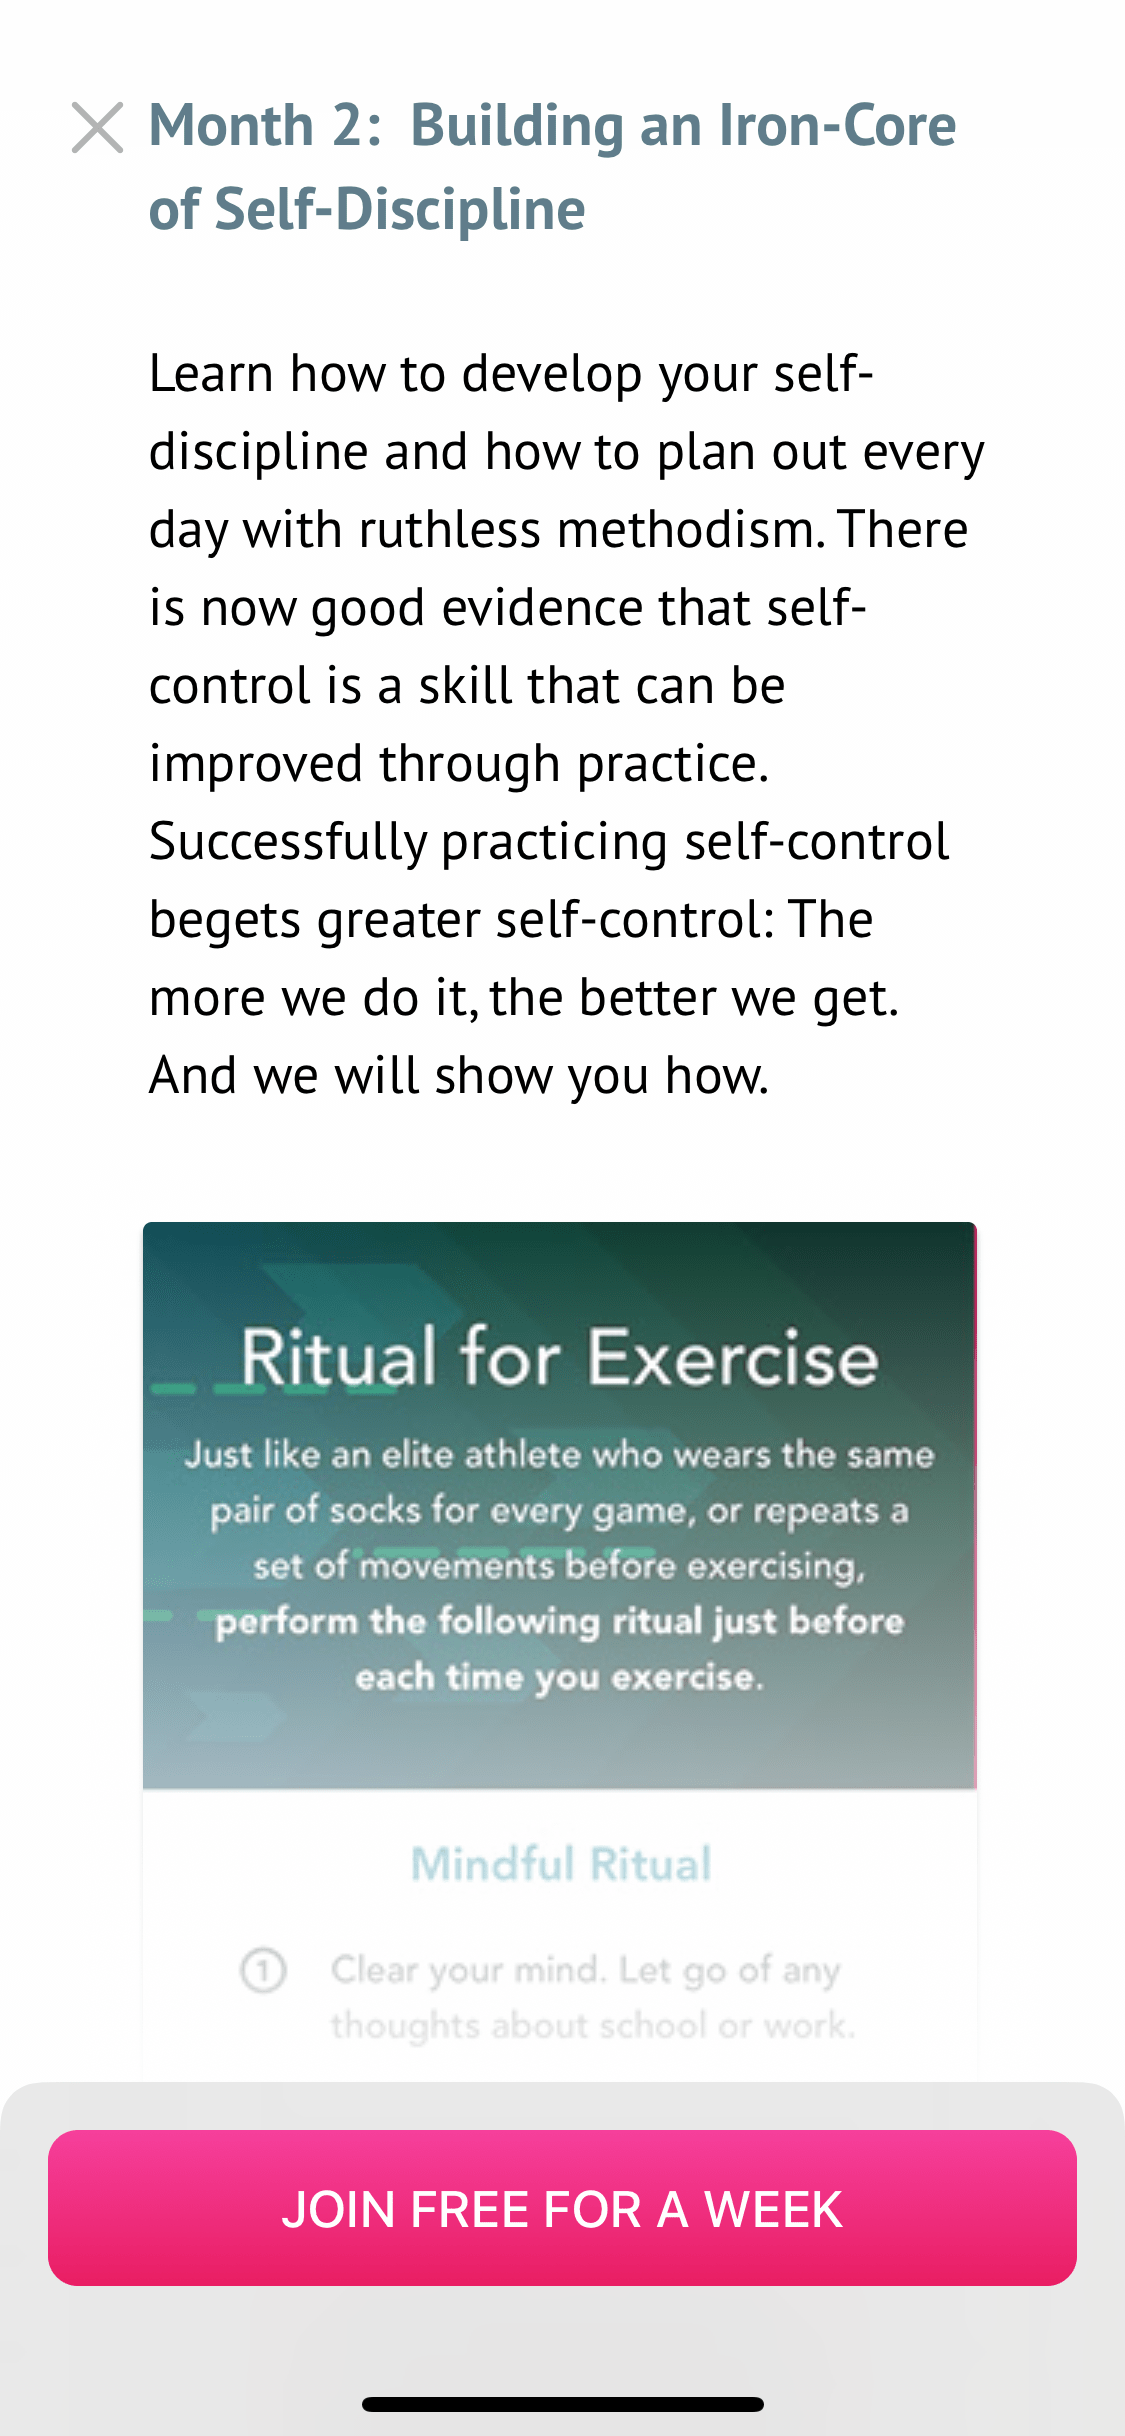 Month 2:  Building an Iron-Core
of Self-Discipline
Learn how to develop your self-
discipline and how to plan out every
day with ruthless methodism. There
is now good evidence that self-
control is a skill that can be
improved through practice.
Successfully practicing self-control
begets greater self-control: The
more we do it, the better we get.
And we will show you how.
Ritual for Exercise
Just like an elite athlete who wears the same
pair of socks for every game, or repeats a
set of movements before exercising,
perform the following ritual just before
each time you exercise.
Mindful Ritual
1 Clear your mind. Let go of any
thoughts about school or work.
JOIN FREE FOR A WEEK